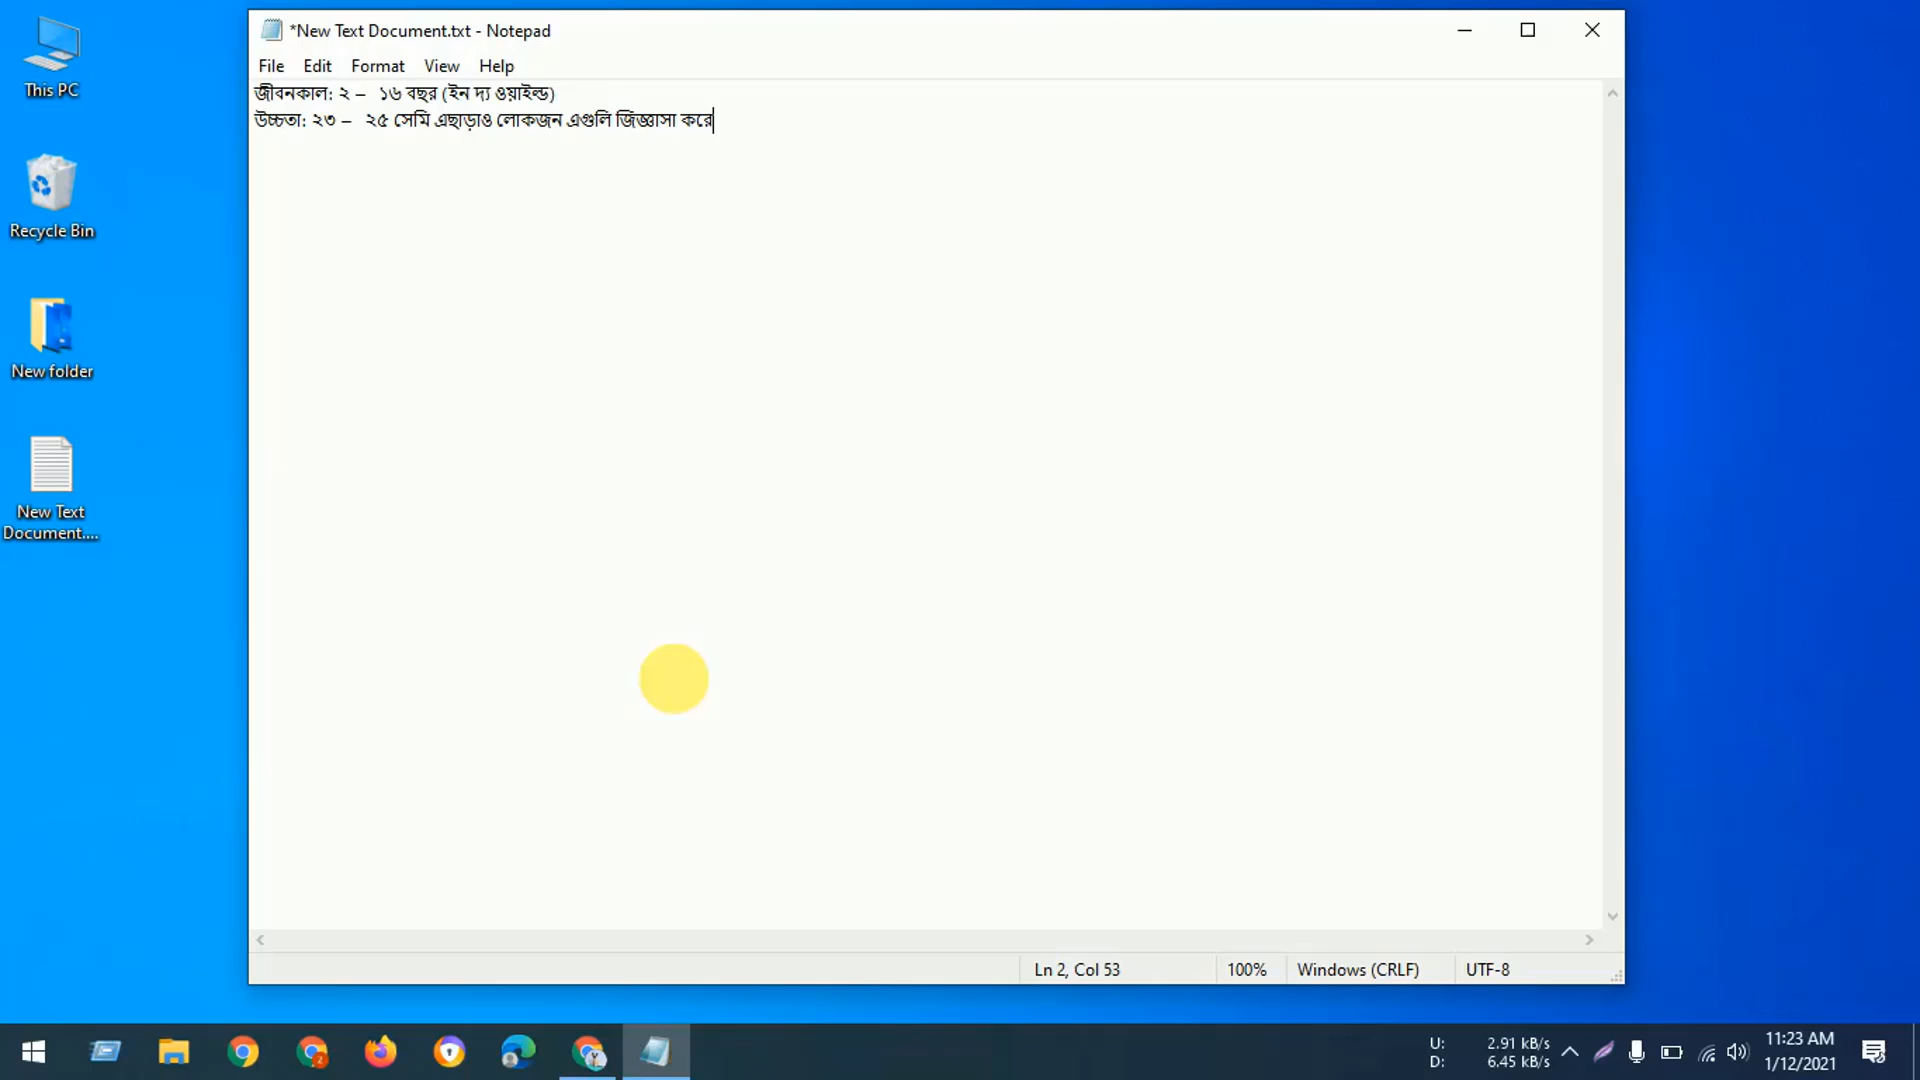 This PC
Recycle Bin
New folder
New Text
Document....
*New Text Document.txt - Notepad
File Edit Format View Help
জীবনকাল: ২ – ১৬ বছর (ইন দ্য ওয়াইল্ড)
উচ্চতা: ২৩ – ২৫ সেমি এছাড়াও লোকজন এগুলি জিজ্ঞাসা করে
Ln 2, Col 53 100% Windows (CRLF) UTF-8
2
Y
U: 2.91 kB/s
D: 6.45 kB/s
11:23 AM
1/12/2021